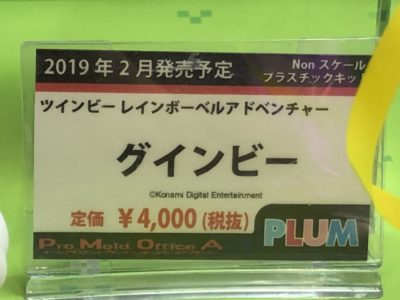 2019年2月発売予定
Non スケール
プラスチックキッ
ツインビー レインボーベルアドベンチャー
グインビー
©Konami Digital Entertainment
定価 ￥4,000 (税抜)
PLUM
Pro Mold Office A